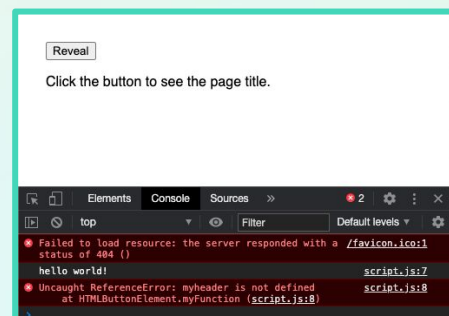 Reveal
Click the button to see the page title.
Elements Console Sources » 2
top Filter Default levels
Failed to load resource: the server responded with a /favicon.ico:1
status of 404 ()
hello world! script.js:7
Uncaught ReferenceError: myheader is not defined script.js:8
at HTMLButtonElement.myFunction (script.js:8)